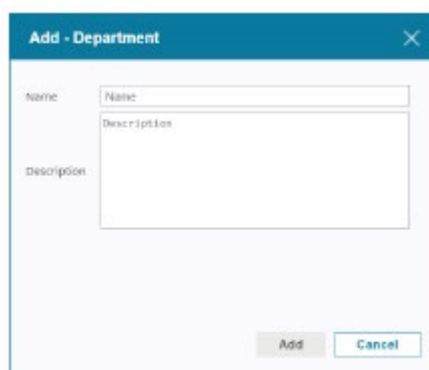 Add - Department
Name Name
Description
Description
Add Cancel